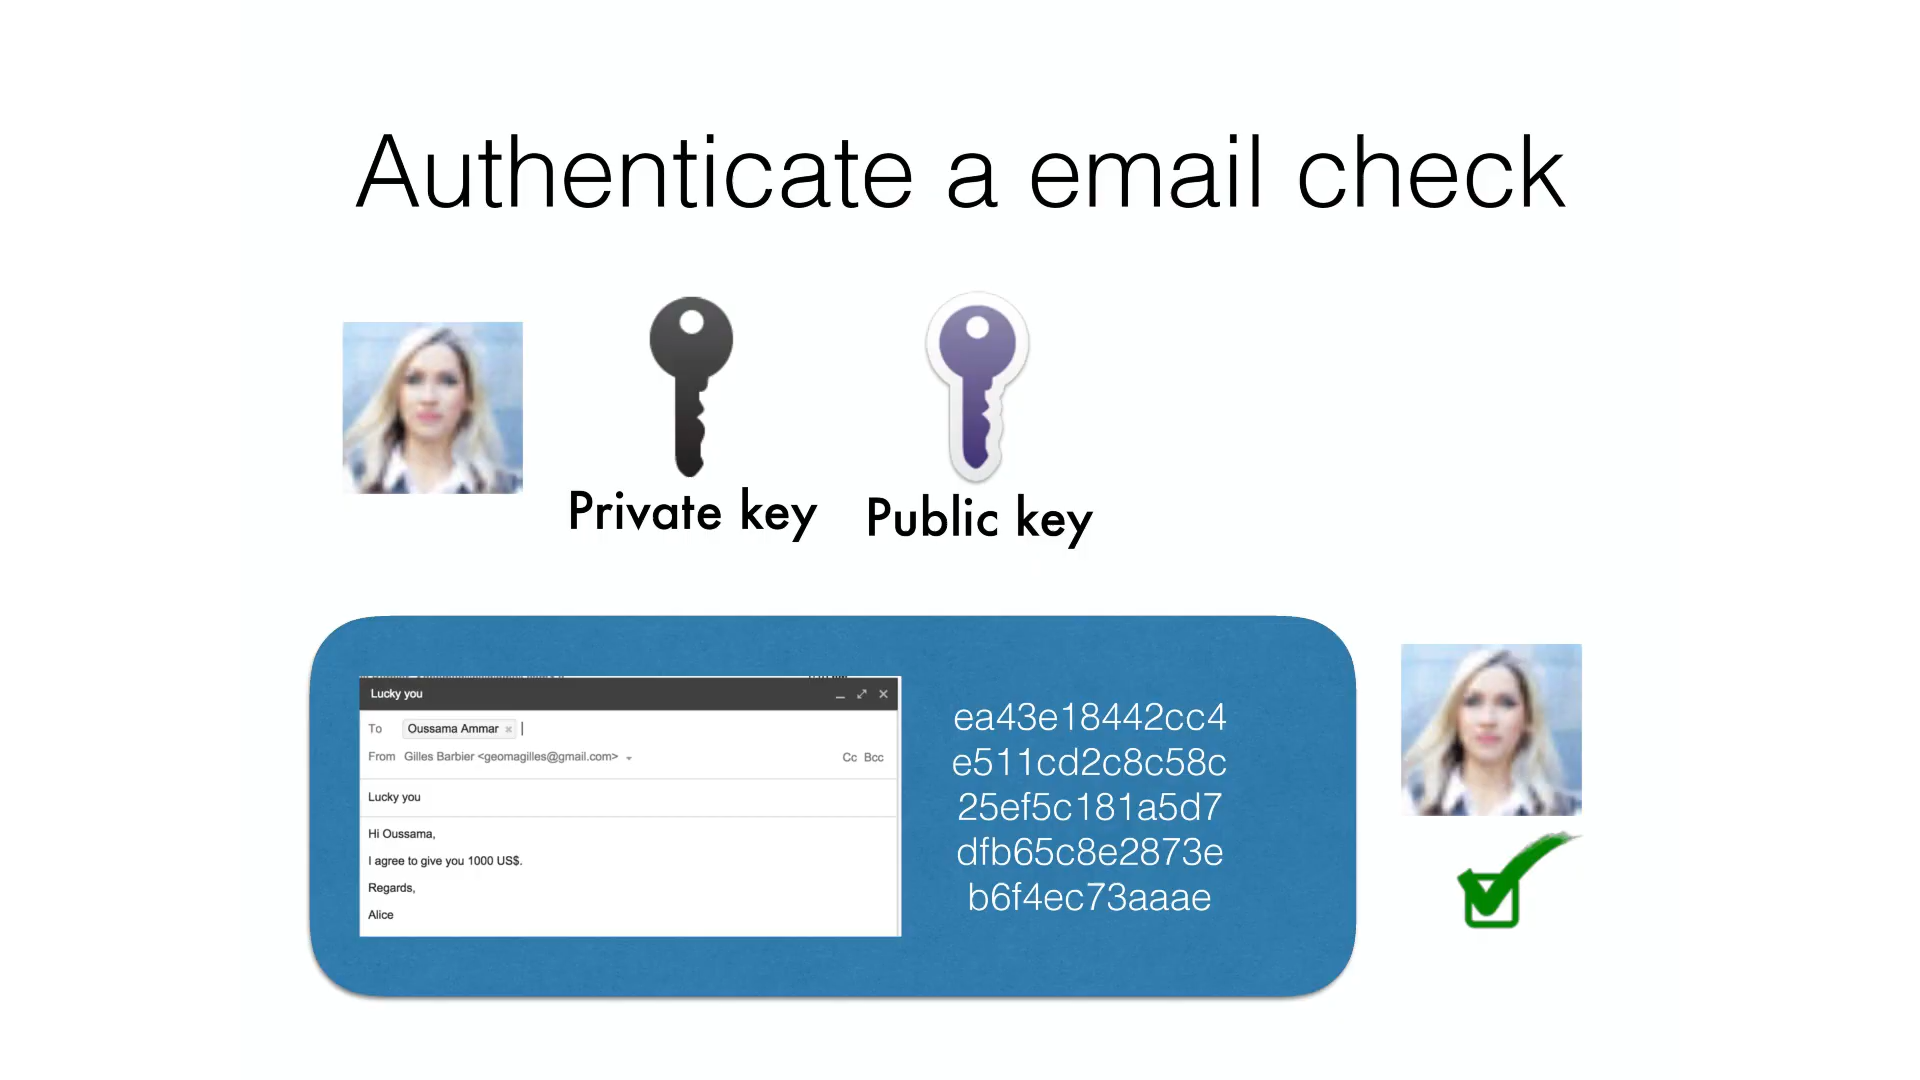 Authenticate a email check
Private key
Public key
Lucky you
To Oussama Ammar
From Gilles Barbier <geomagilles@gmail.com>
Cc Bcc
Lucky you
Hi Oussama,
I agree to give you 1000 US$.
Regards,
Alice
ea43e18442cc4
e511cd2c8c58c
25ef5c181a5d7
dfb65c8e2873e
b6f4ec73aaae